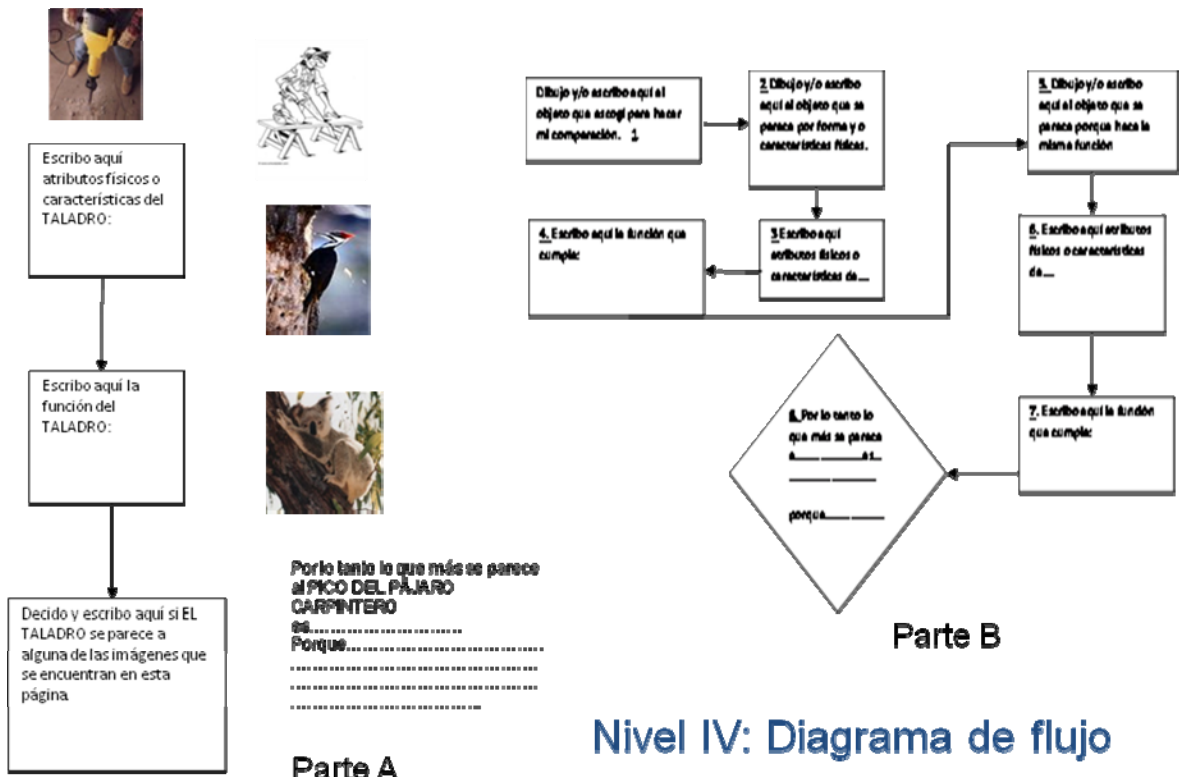 Escribo aquí
atributos físicos o
características del
TALADRO:
Escribo aquí la
función del
TALADRO:
Decido y escribo aquí si EL
TALADRO se parece a
alguna de las imágenes que
se encuentran en esta
página.
Por lo tanto lo que más se parece
al PICO DEL PÁJARO
CARPINTERO
es..............................
Porque......................................
................................................
................................................
.....................................
Parte A
Dibujo y/o escribo aquí el
objeto que escogí para hacer
mi comparación. 1
2 Dibujo y/o escribo
aquí el objeto que se
parece por forma y o
características físicas.
3 Escribo aquí
atributos físicos o
características de....
4. Escribo aquí la función que
cumple:
5. Dibujo y/o escribo
aquí el objeto que se
parece porque hace la
misma función
6. Escribo aquí atributos
físicos o características
de....
7. Escribo aquí la función
que cumple:
Por lo tanto lo
que más se parece
a...... ............es...
............ ............
porque...... ............
Parte B
Nivel IV: Diagrama de flujo